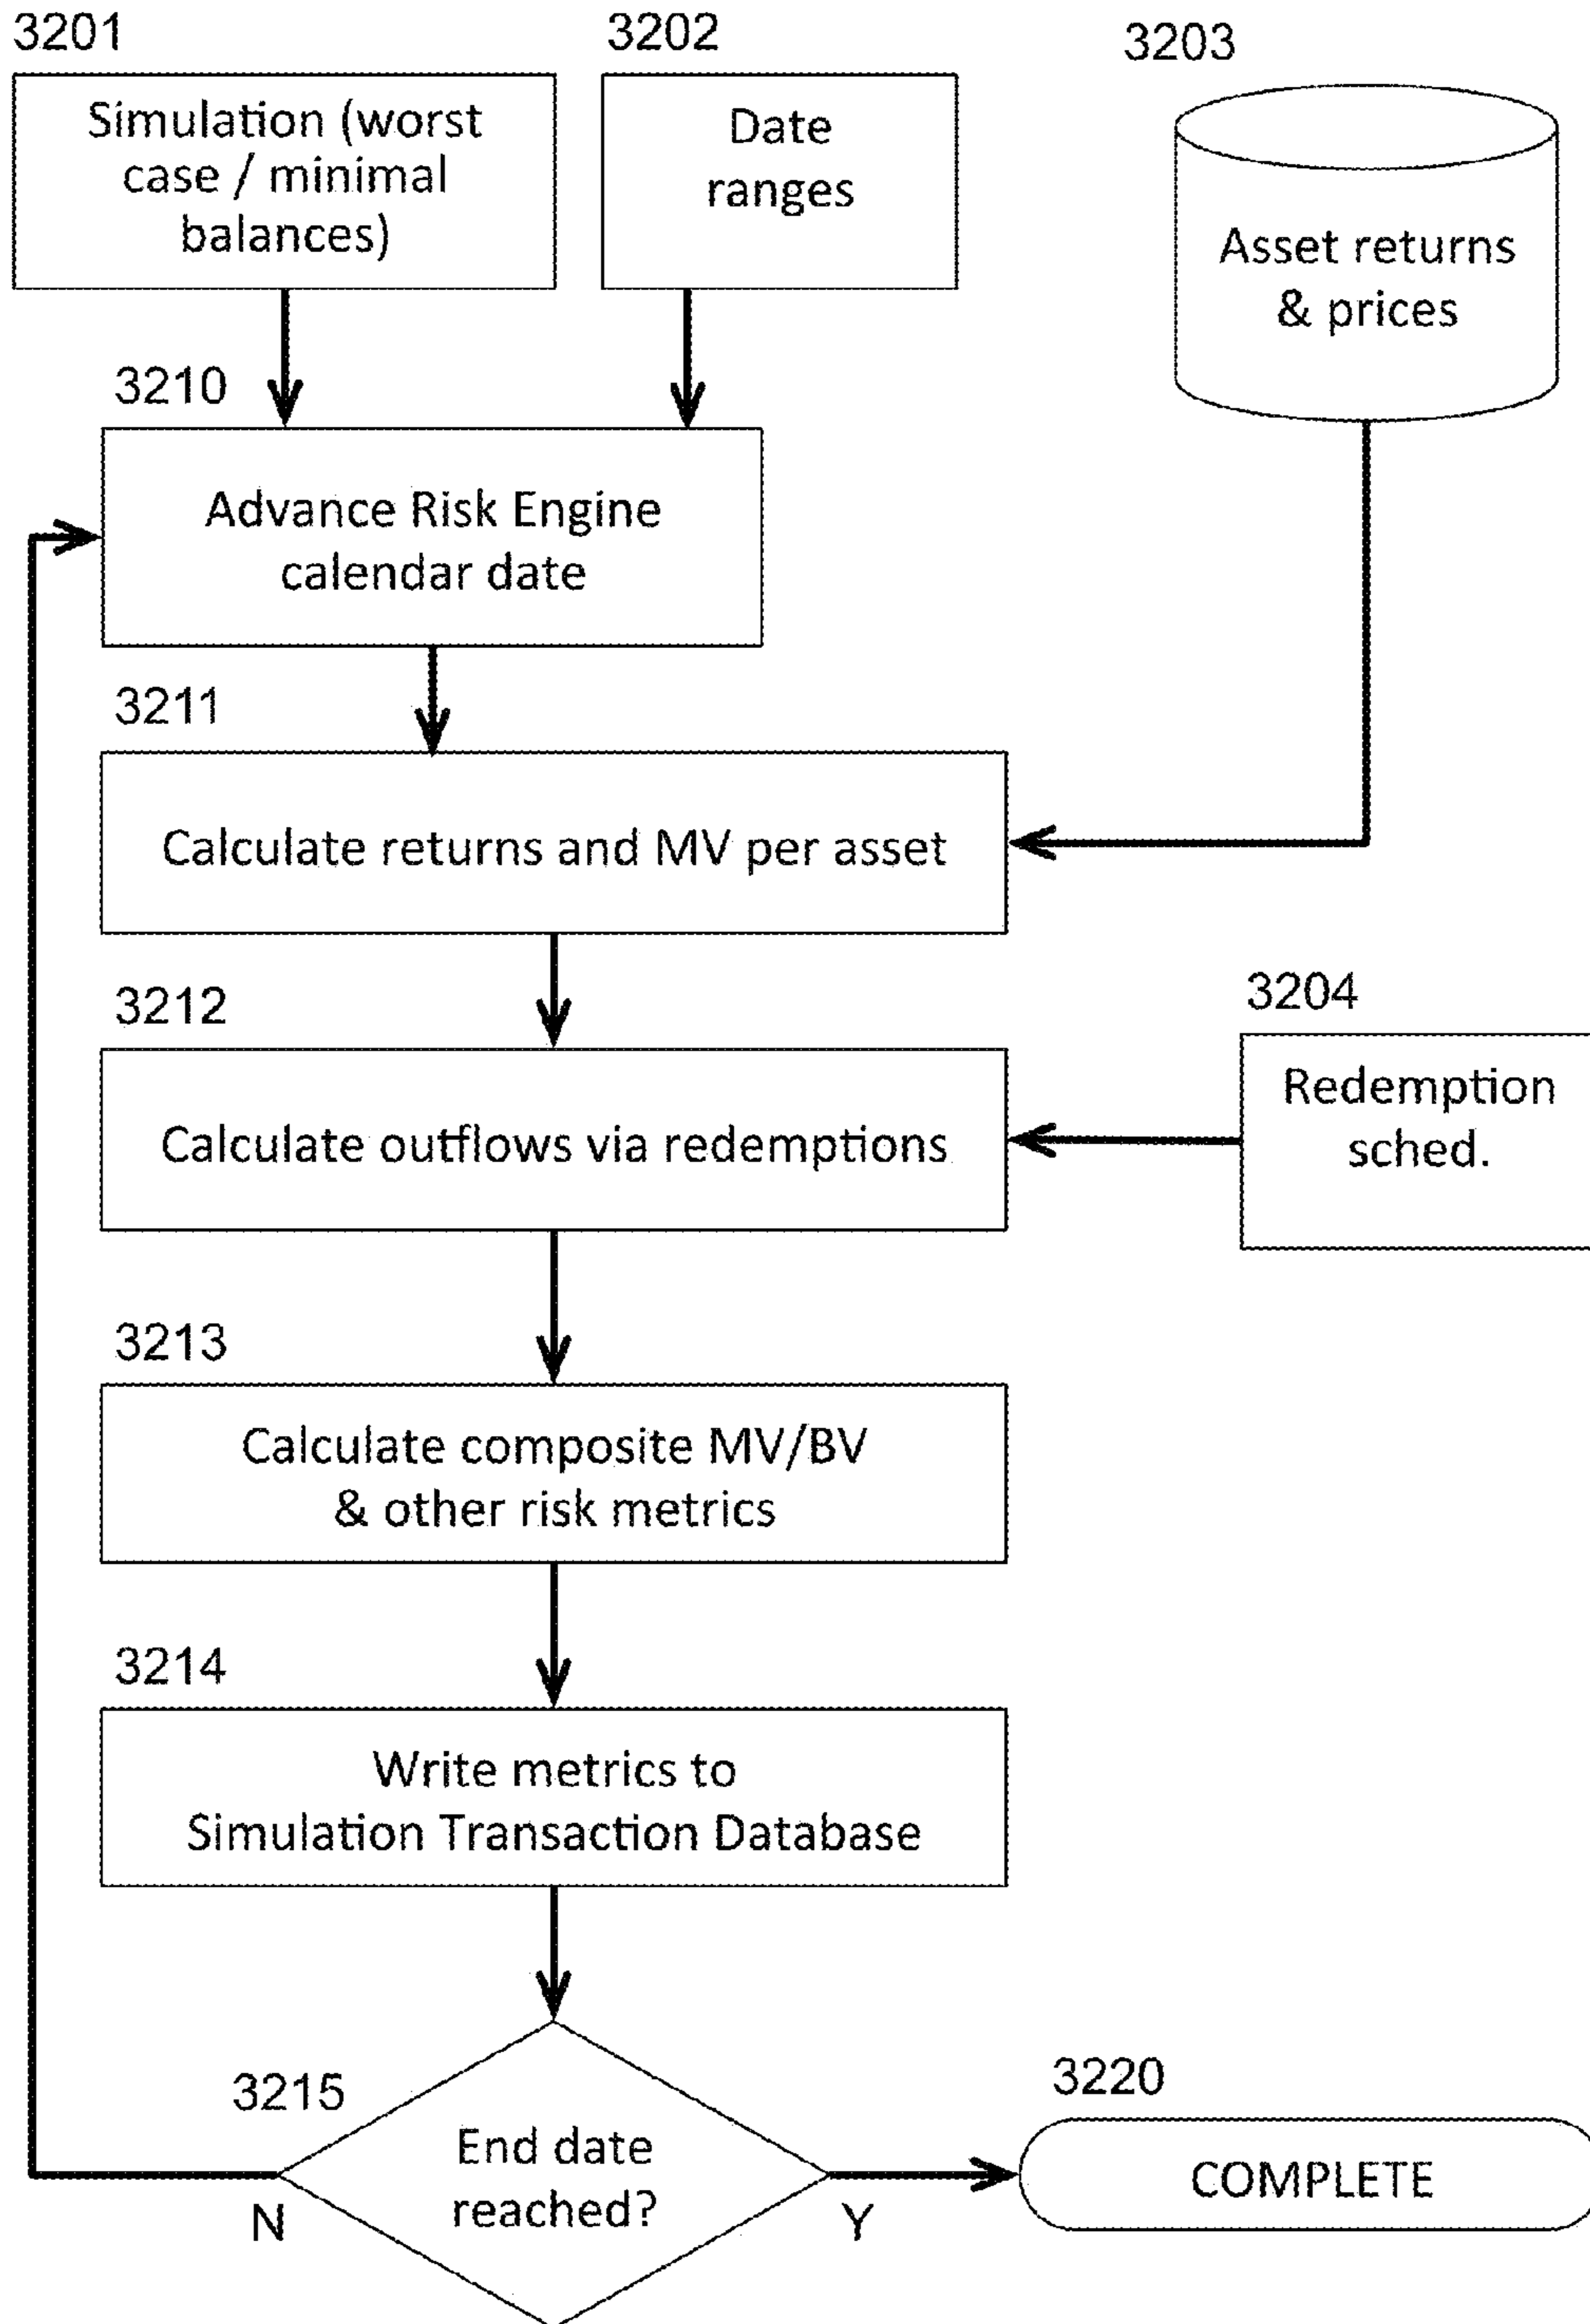 3201
Simulation (worst
case / minimal
balances)
3202
Date
ranges
3203
Asset returns
& prices
3210
Advance Risk Engine
calendar date
3211
Calculate returns and MV per asset
3212
Calculate outflows via redemptions
3204
Redemption
sched.
3213
Calculate composite MV/BV
& other risk metrics
3214
Write metrics to
Simulation Transaction Database
3215
End date
reached?
N
Y
3220
COMPLETE